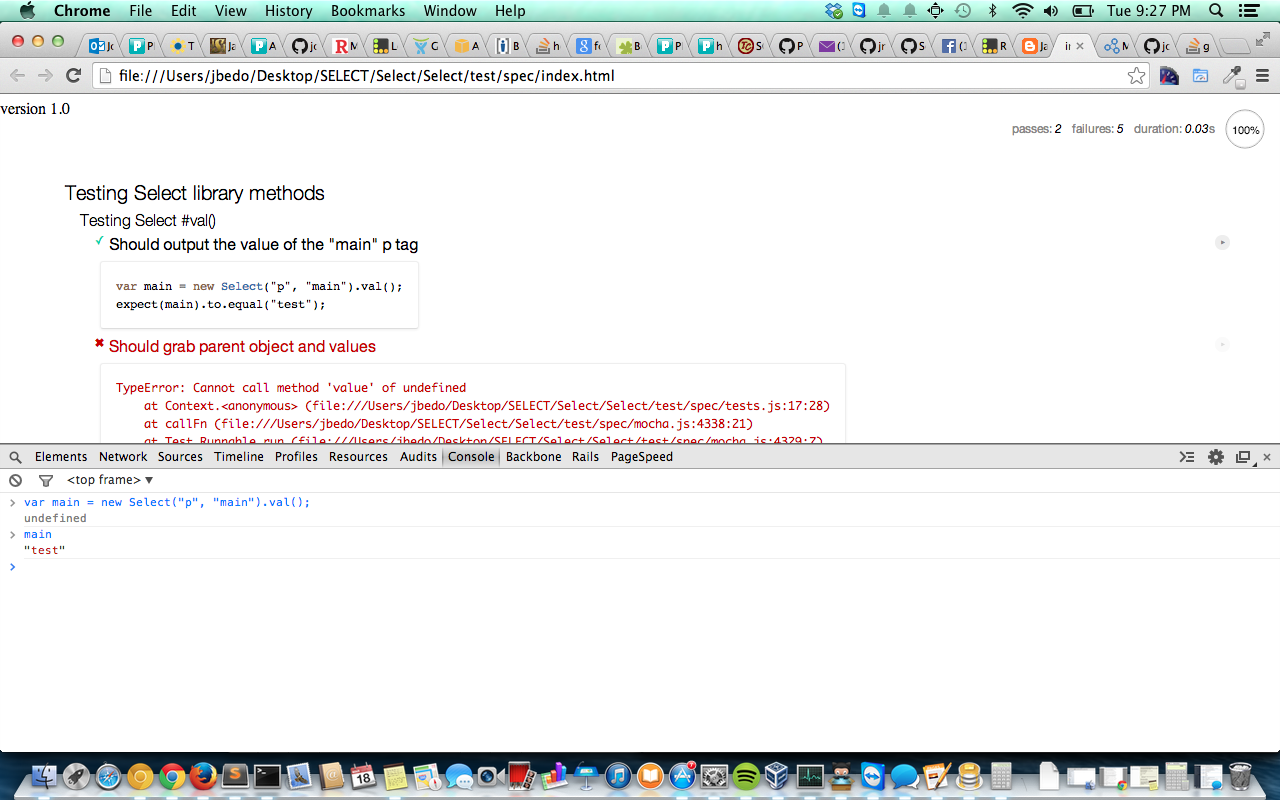 Chrome File Edit View History Bookmarks Window Help Tue 9:27 PM
file:///Users/jbedo/Desktop/SELECT/Select/Select/test/spec/index.html
version 1.0
passes: 2 failures: 5 duration: 0.03s 100%
Testing Select library methods
Testing Select #val()
✓ Should output the value of the "main" p tag
var main = new Select("p", "main").val();
expect(main).to.equal("test");
✖ Should grab parent object and values
TypeError: Cannot call method 'value' of undefined
at Context.<anonymous> (file:///Users/jbedo/Desktop/SELECT/Select/Select/test/spec/tests.js:17:28)
at callFn (file:///Users/jbedo/Desktop/SELECT/Select/Select/test/spec/mocha.js:4338:21)
at Test.Runnable.run (file:///Users/jbedo/Desktop/SELECT/Select/Select/test/spec/mocha.js:4329:7)
Elements Network Sources Timeline Profiles Resources Audits Console Backbone Rails PageSpeed
<top frame> ▼
> var main = new Select("p", "main").val();
undefined
> main
"test"
>
18